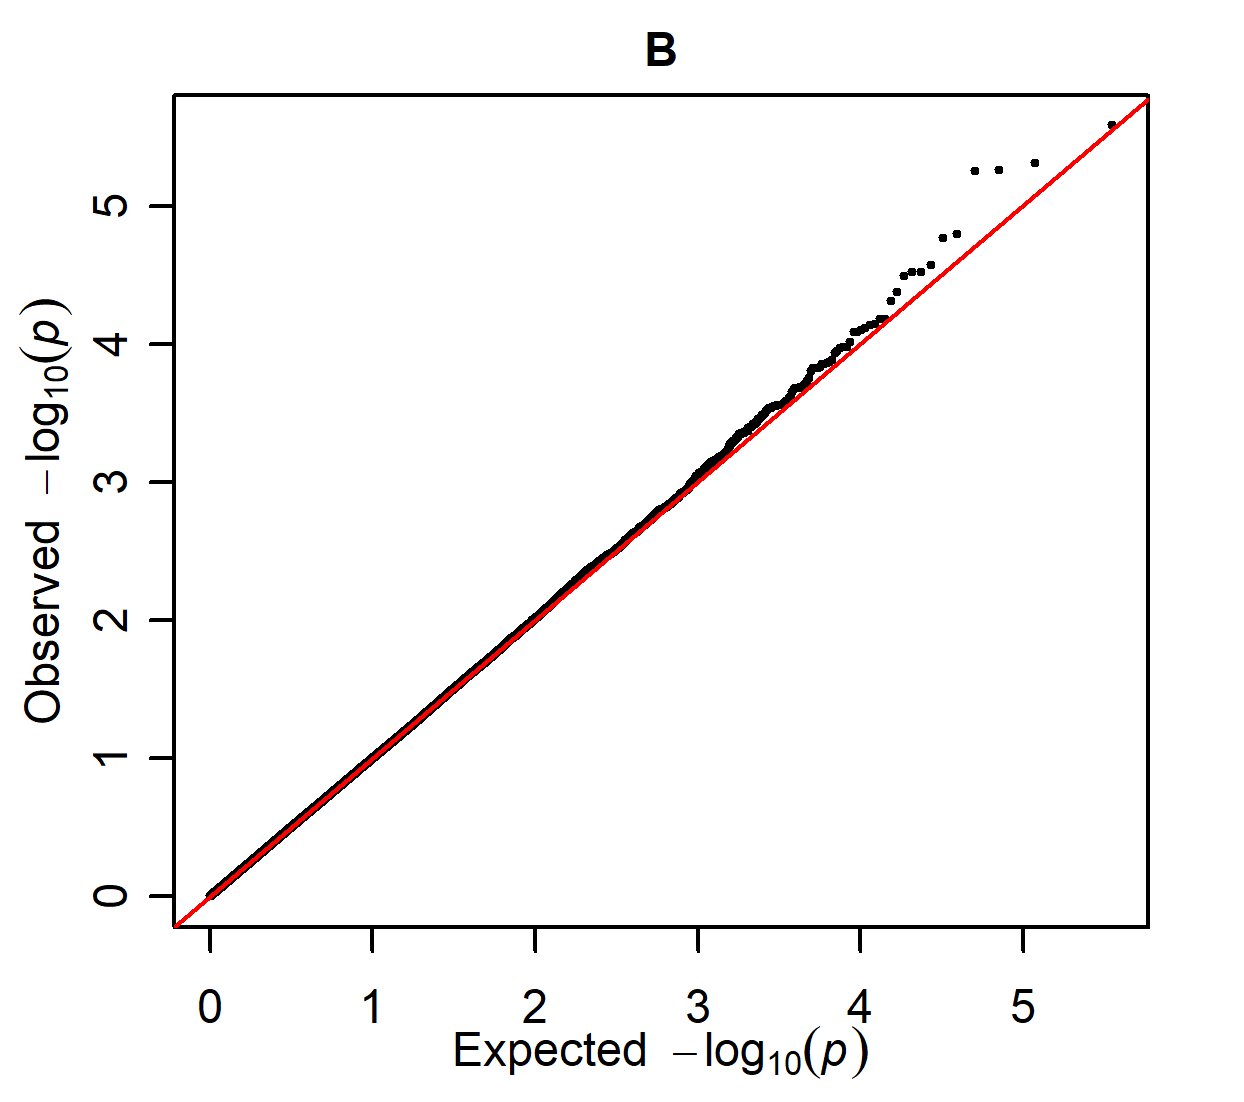 B
Observed −log10(p)
5
4
3
2
1
0
0 1 2 3 4 5
Expected −log10(p)